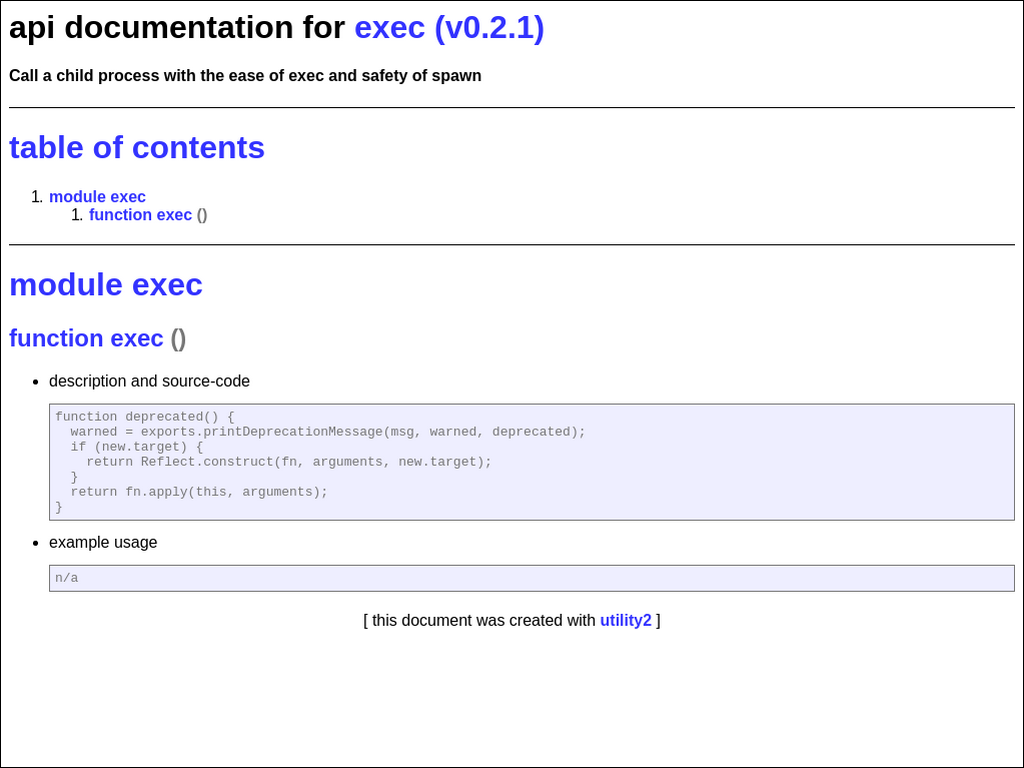 api documentation for exec (v0.2.1)
Call a child process with the ease of exec and safety of spawn
table of contents
1. module exec
1. function exec ()
module exec
function exec ()
• description and source-code
function deprecated() {
  warned = exports.printDeprecationMessage(msg, warned, deprecated);
  if (new.target) {
    return Reflect.construct(fn, arguments, new.target);
  }
  return fn.apply(this, arguments);
}
• example usage
n/a
[ this document was created with utility2 ]